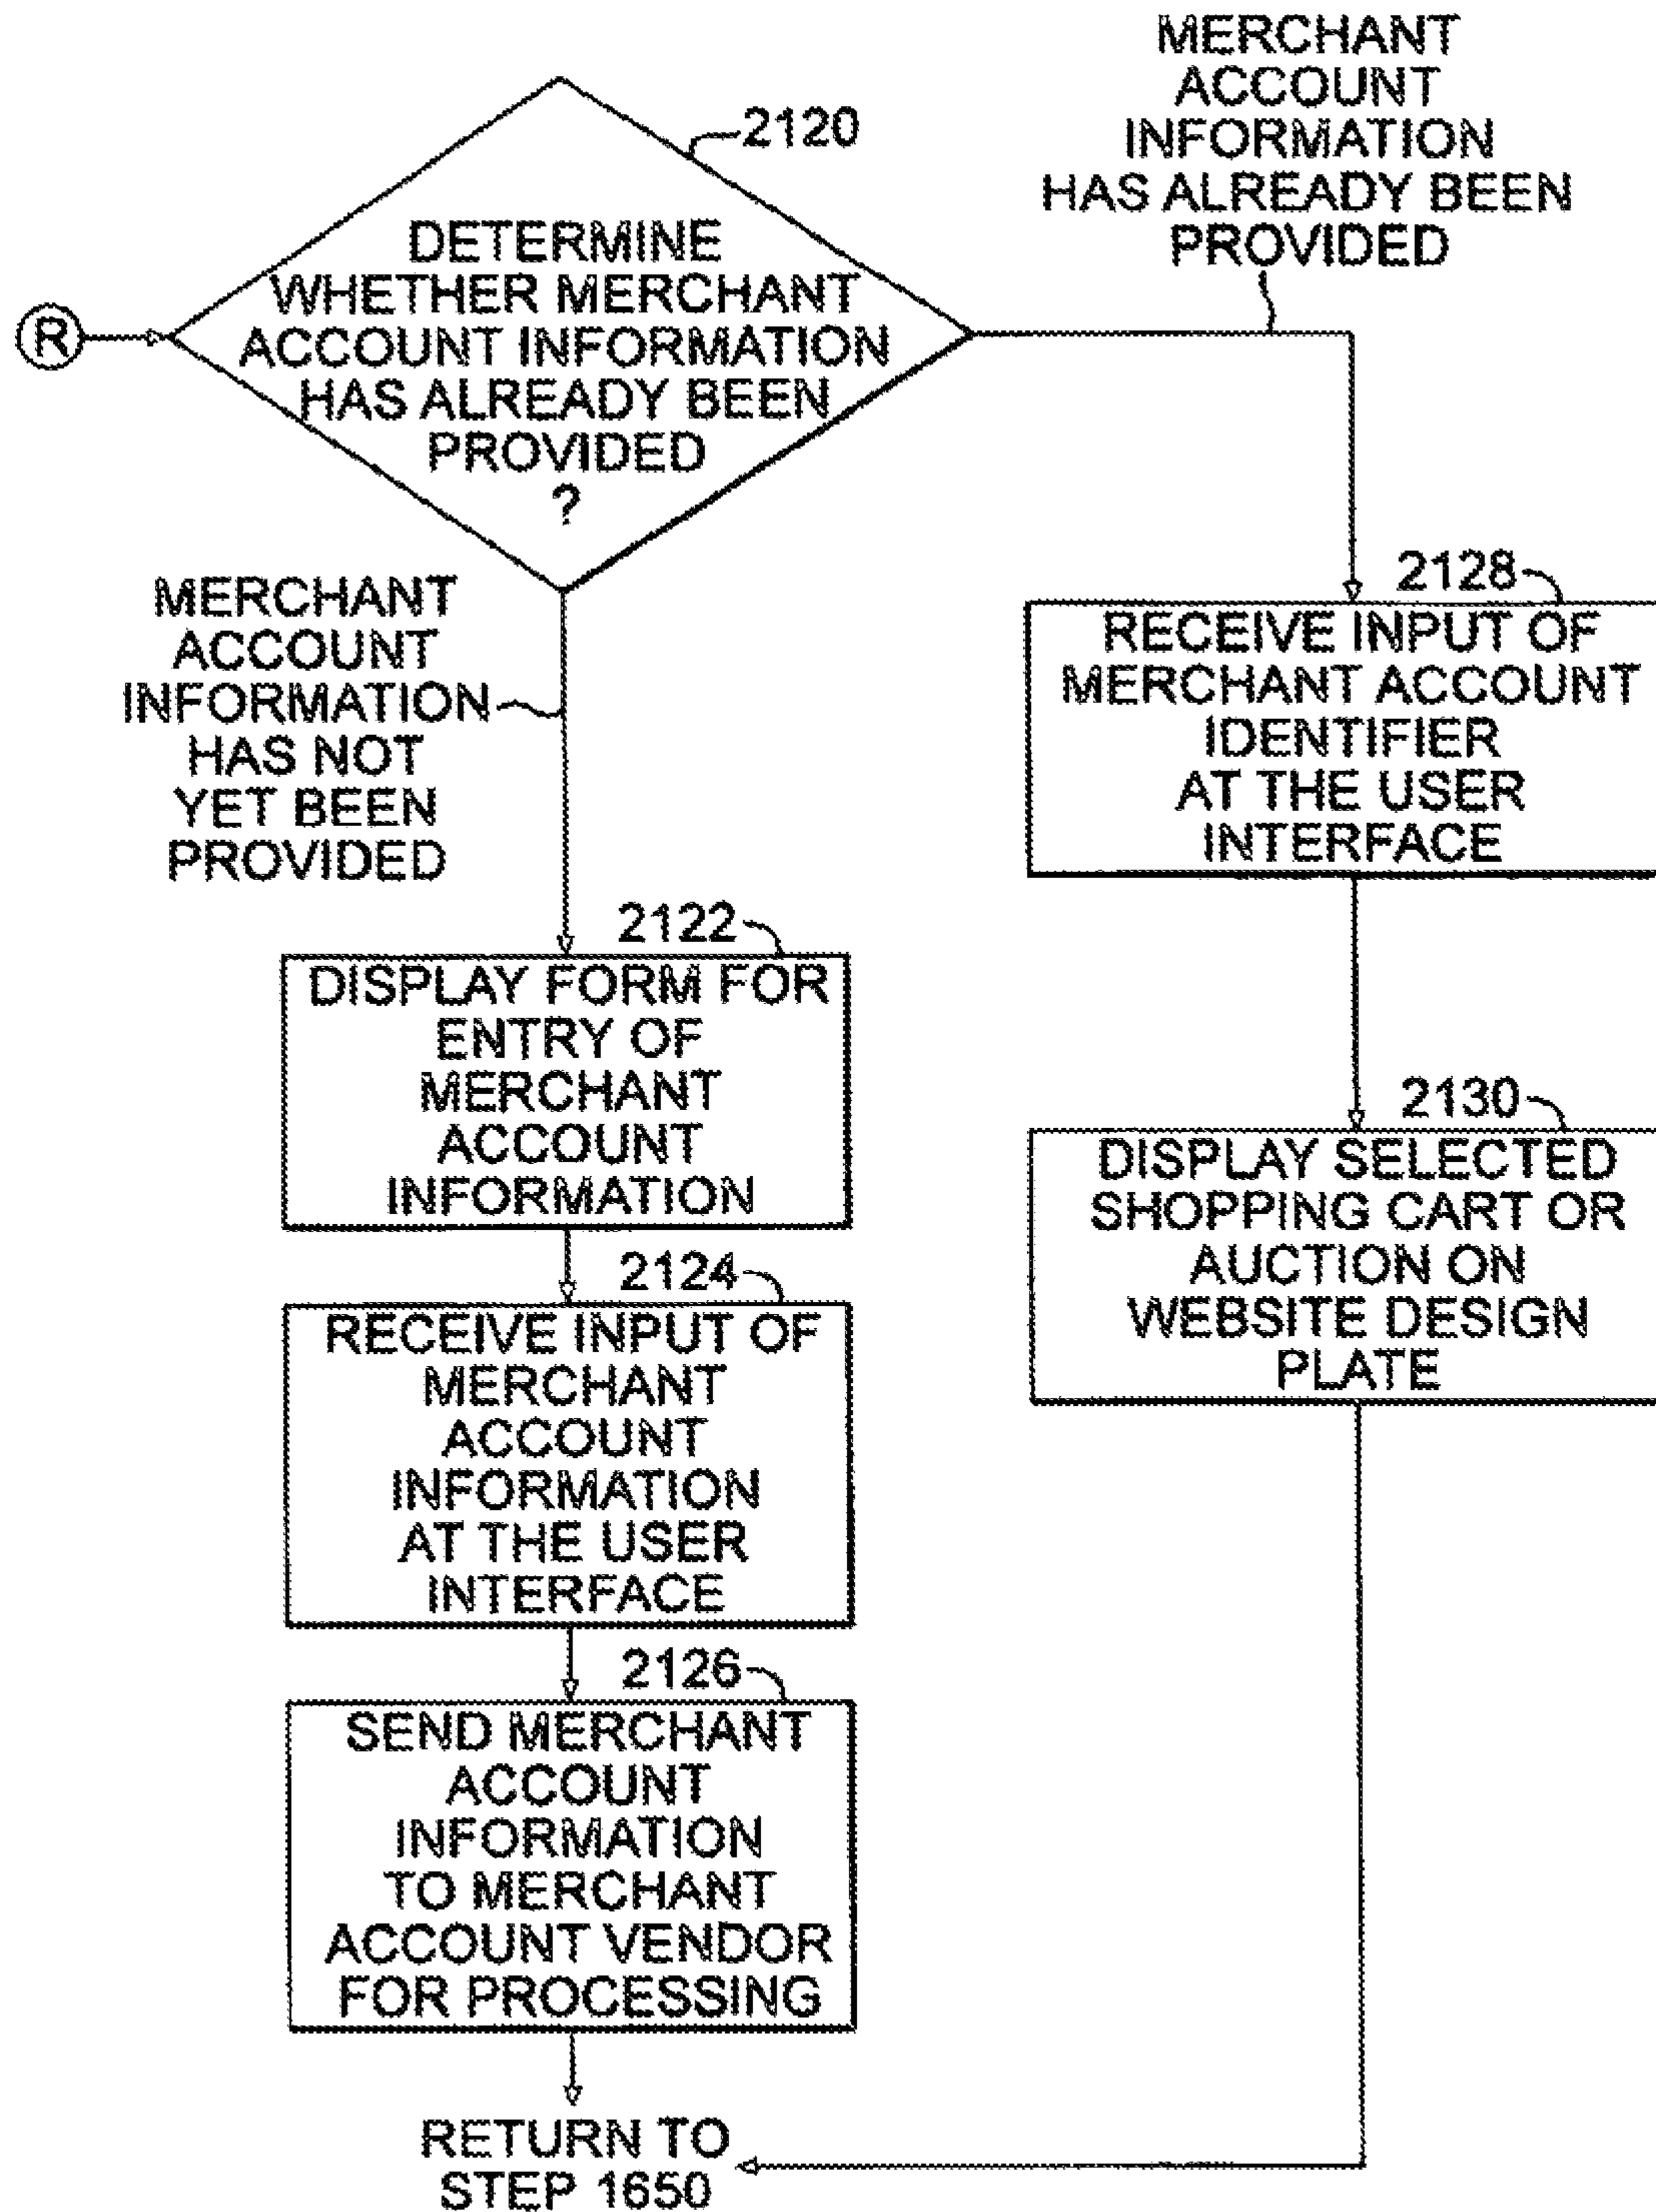 MERCHANT
ACCOUNT
INFORMATION
HAS ALREADY BEEN
PROVIDED
2120
DETERMINE
WHETHER MERCHANT
ACCOUNT INFORMATION
HAS ALREADY BEEN
PROVIDED
?
R
MERCHANT
ACCOUNT
INFORMATION
HAS NOT
YET BEEN
PROVIDED
2128
RECEIVE INPUT OF
MERCHANT ACCOUNT
IDENTIFIER
AT THE USER
INTERFACE
2122
DISPLAY FORM FOR
ENTRY OF
MERCHANT
ACCOUNT
INFORMATION
2130
DISPLAY SELECTED
SHOPPING CART OR
AUCTION ON
WEBSITE DESIGN
PLATE
2124
RECEIVE INPUT OF
MERCHANT
ACCOUNT
INFORMATION
AT THE USER
INTERFACE
2126
SEND MERCHANT
ACCOUNT
INFORMATION
TO MERCHANT
ACCOUNT VENDOR
FOR PROCESSING
RETURN TO
STEP 1650